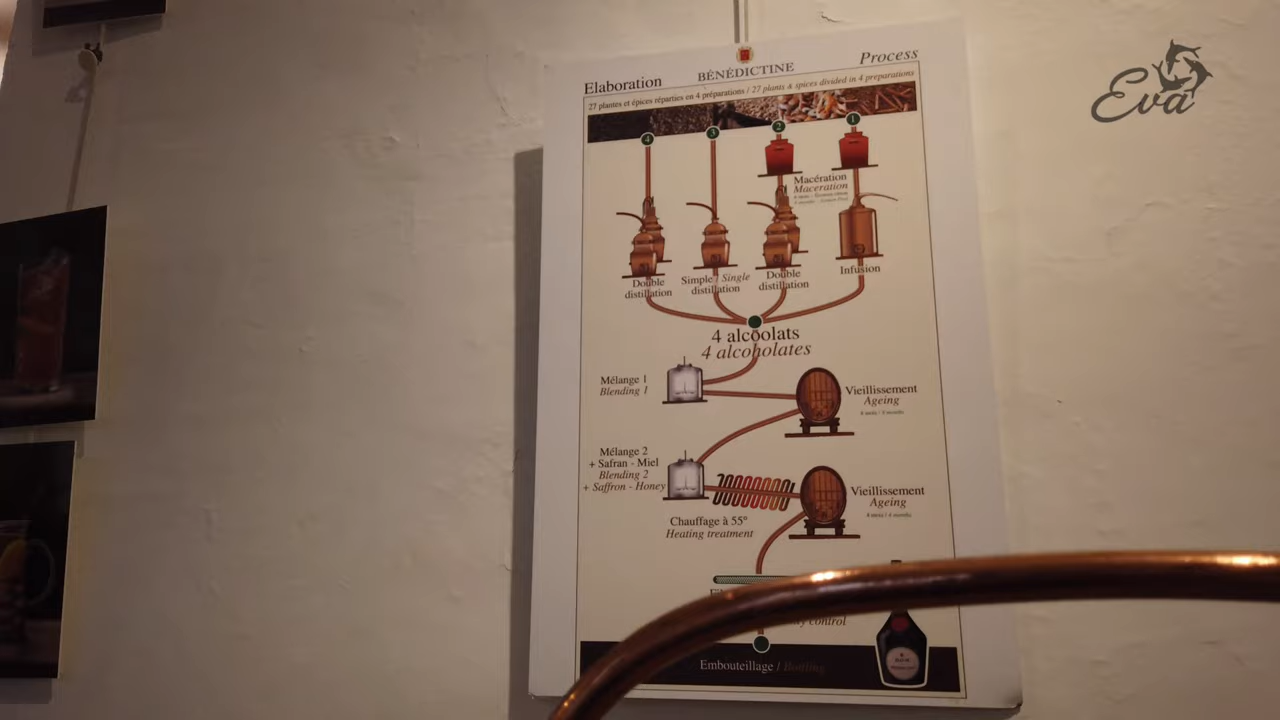 Eva
Elaboration
BÉNÉDICTINE
Process
27 plantes et épices réparties en 4 préparations / 27 plants & spices divided in 4 preparations
4
3
2
1
Macération
Maceration
Double
distillation
Simple / Single
distillation
Double
distillation
Infusion
4 alcoolats
4 alcoholates
Mélange 1
Blending 1
Vieillissement
Ageing
Mélange 2
+ Safran - Miel
Blending 2
+ Saffron - Honey
Vieillissement
Ageing
Chauffage à 55°
Heating treatment
control
Embouteillage / Bottling